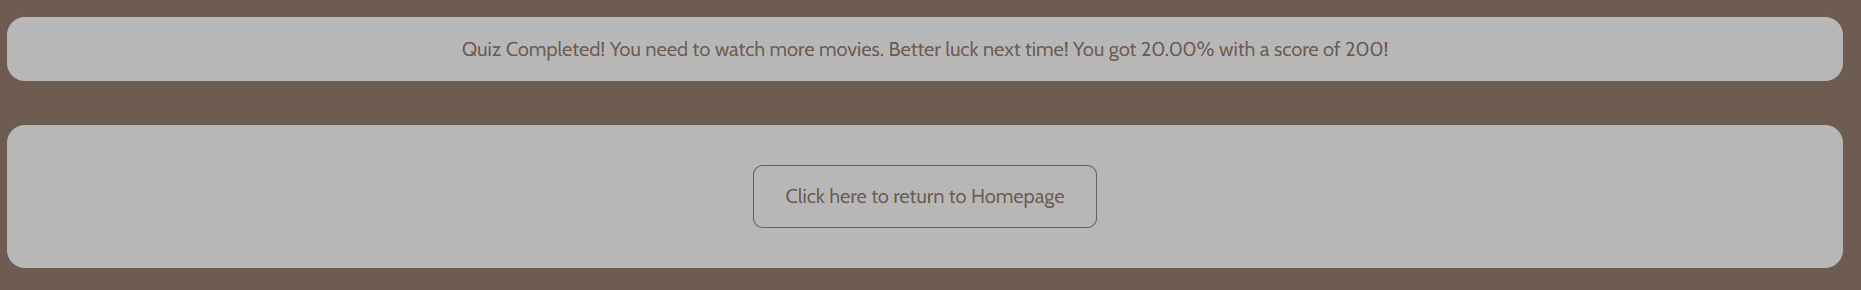 Quiz Completed! You need to watch more movies. Better luck next time! You got 20.00% with a score of 200!
Click here to return to Homepage